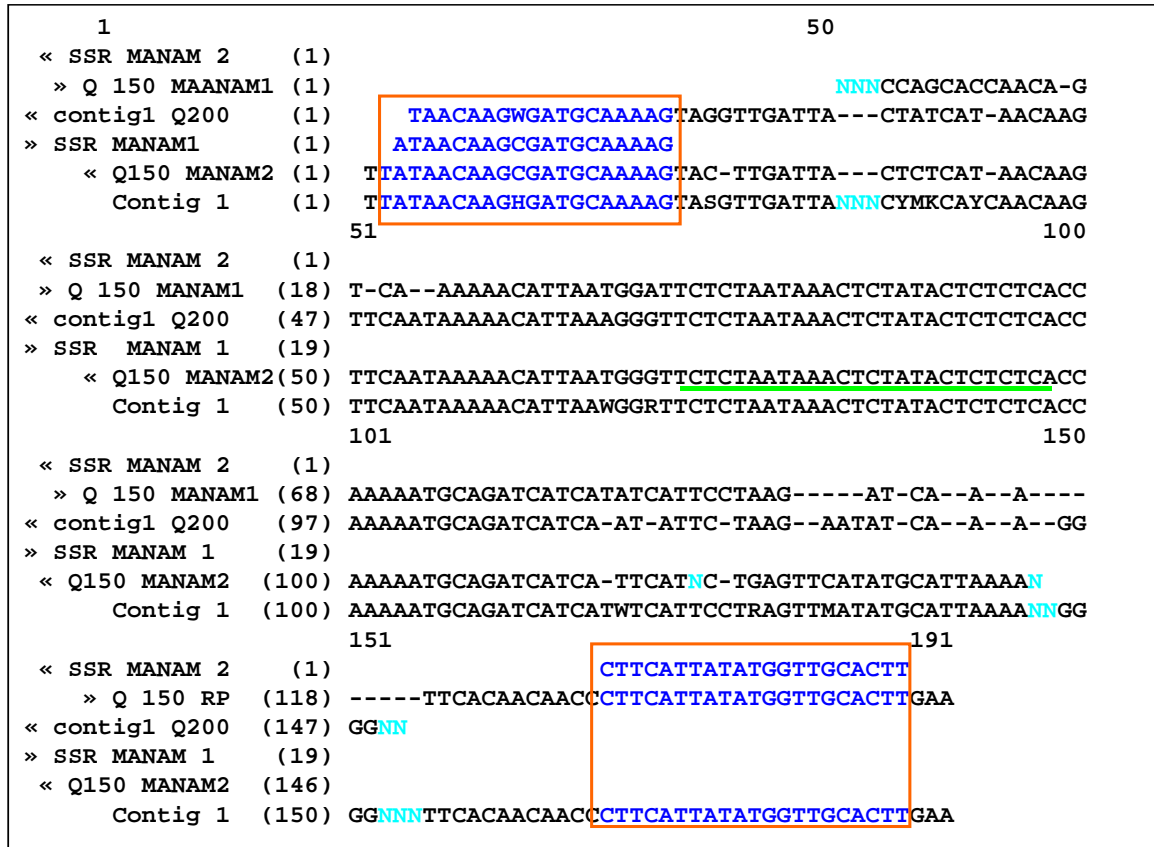 1 50
« SSR MANAM 2 (1)
» Q 150 MAANAM1 (1) NNNCCAGCACCAACA-G
« contig1 Q200 (1) TAACAAGWGATGCAAAAGTAGGTTGATTA---CTATCAT-AACAAG
» SSR MANAM1 (1) ATAACAAGCGATGCAAAAG
« Q150 MANAM2 (1) TTATAACAAGCGATGCAAAAGTAC-TTGATTA---CTCTCAT-AACAAG
Contig 1 (1) TTATAACAAGHGATGCAAAAGTASGTTGATTANNNCYMKCAYCAACAAG
51 100
« SSR MANAM 2 (1)
» Q 150 MANAM1 (18) T-CA--AAAAACATTAATGGATTCTCTAATAAACTCTATACTCTCTCACC
« contig1 Q200 (47) TTCAATAAAAACATTAAAGGGTTCTCTAATAAACTCTATACTCTCTCACC
» SSR MANAM 1 (19)
« Q150 MANAM2(50) TTCAATAAAAACATTAATGGGTTCTCTAATAAACTCTATACTCTCTCACC
Contig 1 (50) TTCAATAAAAACATTAAWGGRTTCTCTAATAAACTCTATACTCTCTCACC
101 150
« SSR MANAM 2 (1)
» Q 150 MANAM1 (68) AAAAATGCAGATCATCATATCATTCCTAAG-----AT-CA--A--A----
« contig1 Q200 (97) AAAAATGCAGATCATCA-AT-ATTC-TAAG--AATAT-CA--A--A--GG
» SSR MANAM 1 (19)
« Q150 MANAM2 (100) AAAAATGCAGATCATCA-TTCATNC-TGAGTTCATATGCATTAAAAN
Contig 1 (100) AAAAATGCAGATCATCATWTCATTCCTRAGTTMATATGCATTAAAANNGG
151 191
« SSR MANAM 2 (1) CTTCATTATATGGTTGCACTT
» Q 150 RP (118) -----TTCACAACAACCCTTCATTATATGGTTGCACTTGAA
« contig1 Q200 (147) GGNN
» SSR MANAM 1 (19)
« Q150 MANAM2 (146)
Contig 1 (150) GGNNNTTCACAACAACCCTTCATTATATGGTTGCACTTGAA